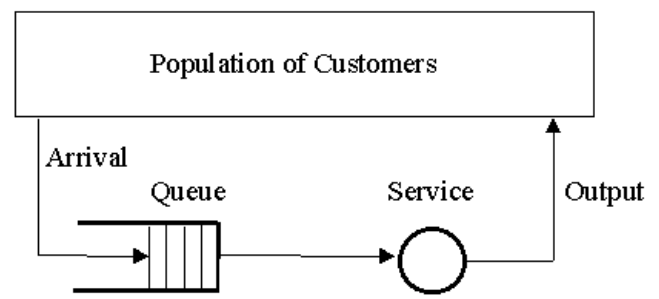 Population of Customers
Arrival
Queue
Service
Output